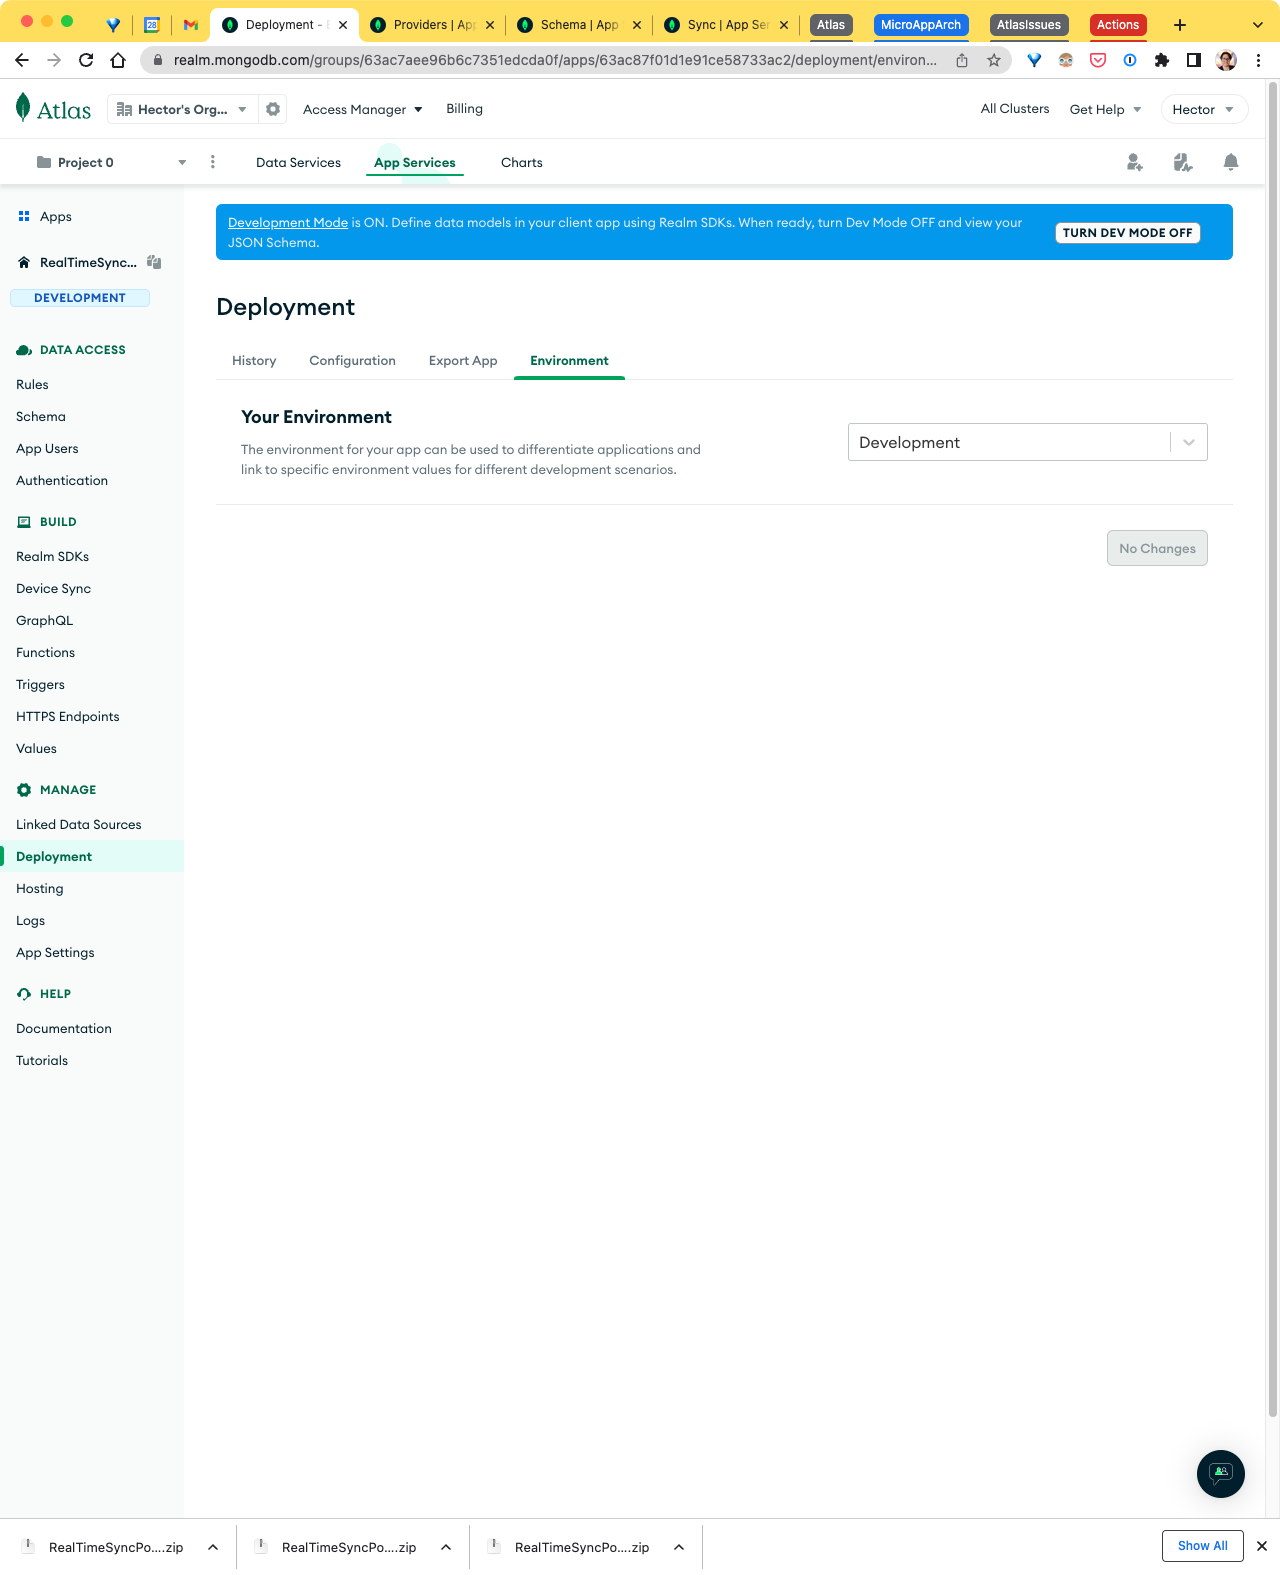 28
Deployment - E
Providers | App
Schema | App
Sync | App Ser
Atlas
MicroAppArch
AtlasIssues
Actions
realm.mongodb.com/groups/63ac7aee96b6c7351edcda0f/apps/63ac87f01d1e91ce58733ac2/deployment/environ...
Atlas
Hector's Org...
Access Manager
Billing
All Clusters
Get Help
Hector
Project 0
Data Services
App Services
Charts
Apps
RealTimeSync...
DEVELOPMENT
DATA ACCESS
Rules
Schema
App Users
Authentication
BUILD
Realm SDKs
Device Sync
GraphQL
Functions
Triggers
HTTPS Endpoints
Values
MANAGE
Linked Data Sources
Deployment
Hosting
Logs
App Settings
HELP
Documentation
Tutorials
Development Mode is ON. Define data models in your client app using Realm SDKs. When ready, turn Dev Mode OFF and view your
JSON Schema.
TURN DEV MODE OFF
Deployment
History
Configuration
Export App
Environment
Your Environment
The environment for your app can be used to differentiate applications and
link to specific environment values for different development scenarios.
Development
No Changes
RealTimeSyncPo....zip
RealTimeSyncPo....zip
RealTimeSyncPo....zip
Show All